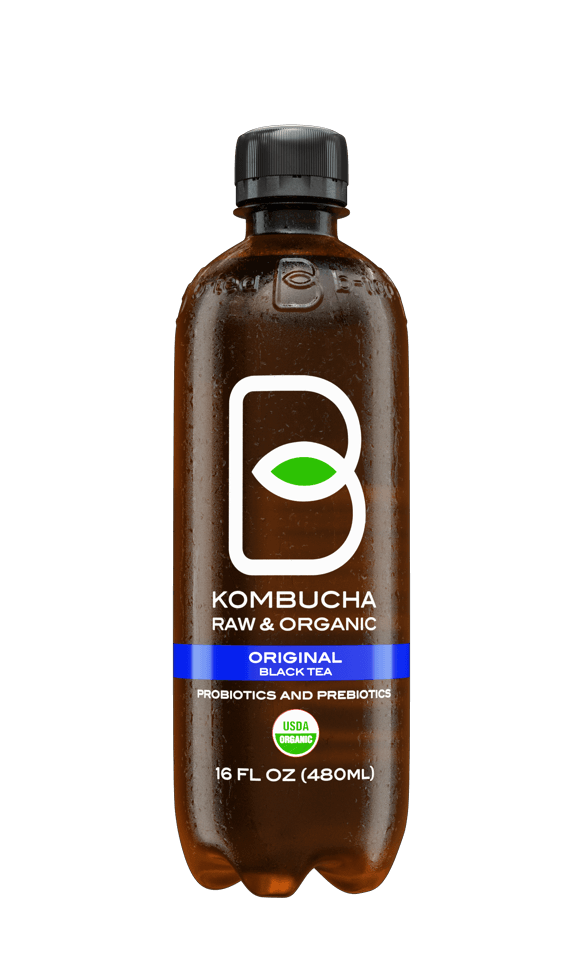 B
KOMBUCHA
RAW & ORGANIC
ORIGINAL
BLACK TEA
PROBIOTICS AND PREBIOTICS
USDA
ORGANIC
16 FL OZ (480ML)